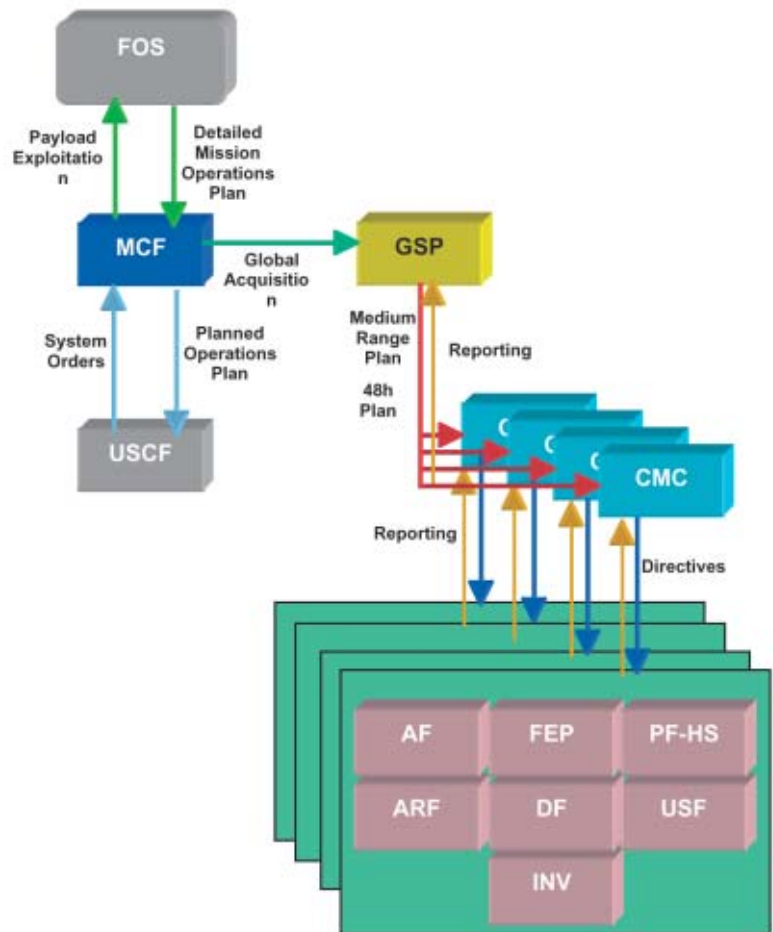 FOS
Payload
Exploitatio
n
Detailed
Mission
Operations
Plan
MCF
Global
Acquisitio
n
GSP
System
Orders
Planned
Operations
Plan
Medium
Range
Plan
Reporting
48h
Plan
USCF
C
C
C
CMC
Reporting
Directives
AF
FEP
PF-HS
ARF
DF
USF
INV